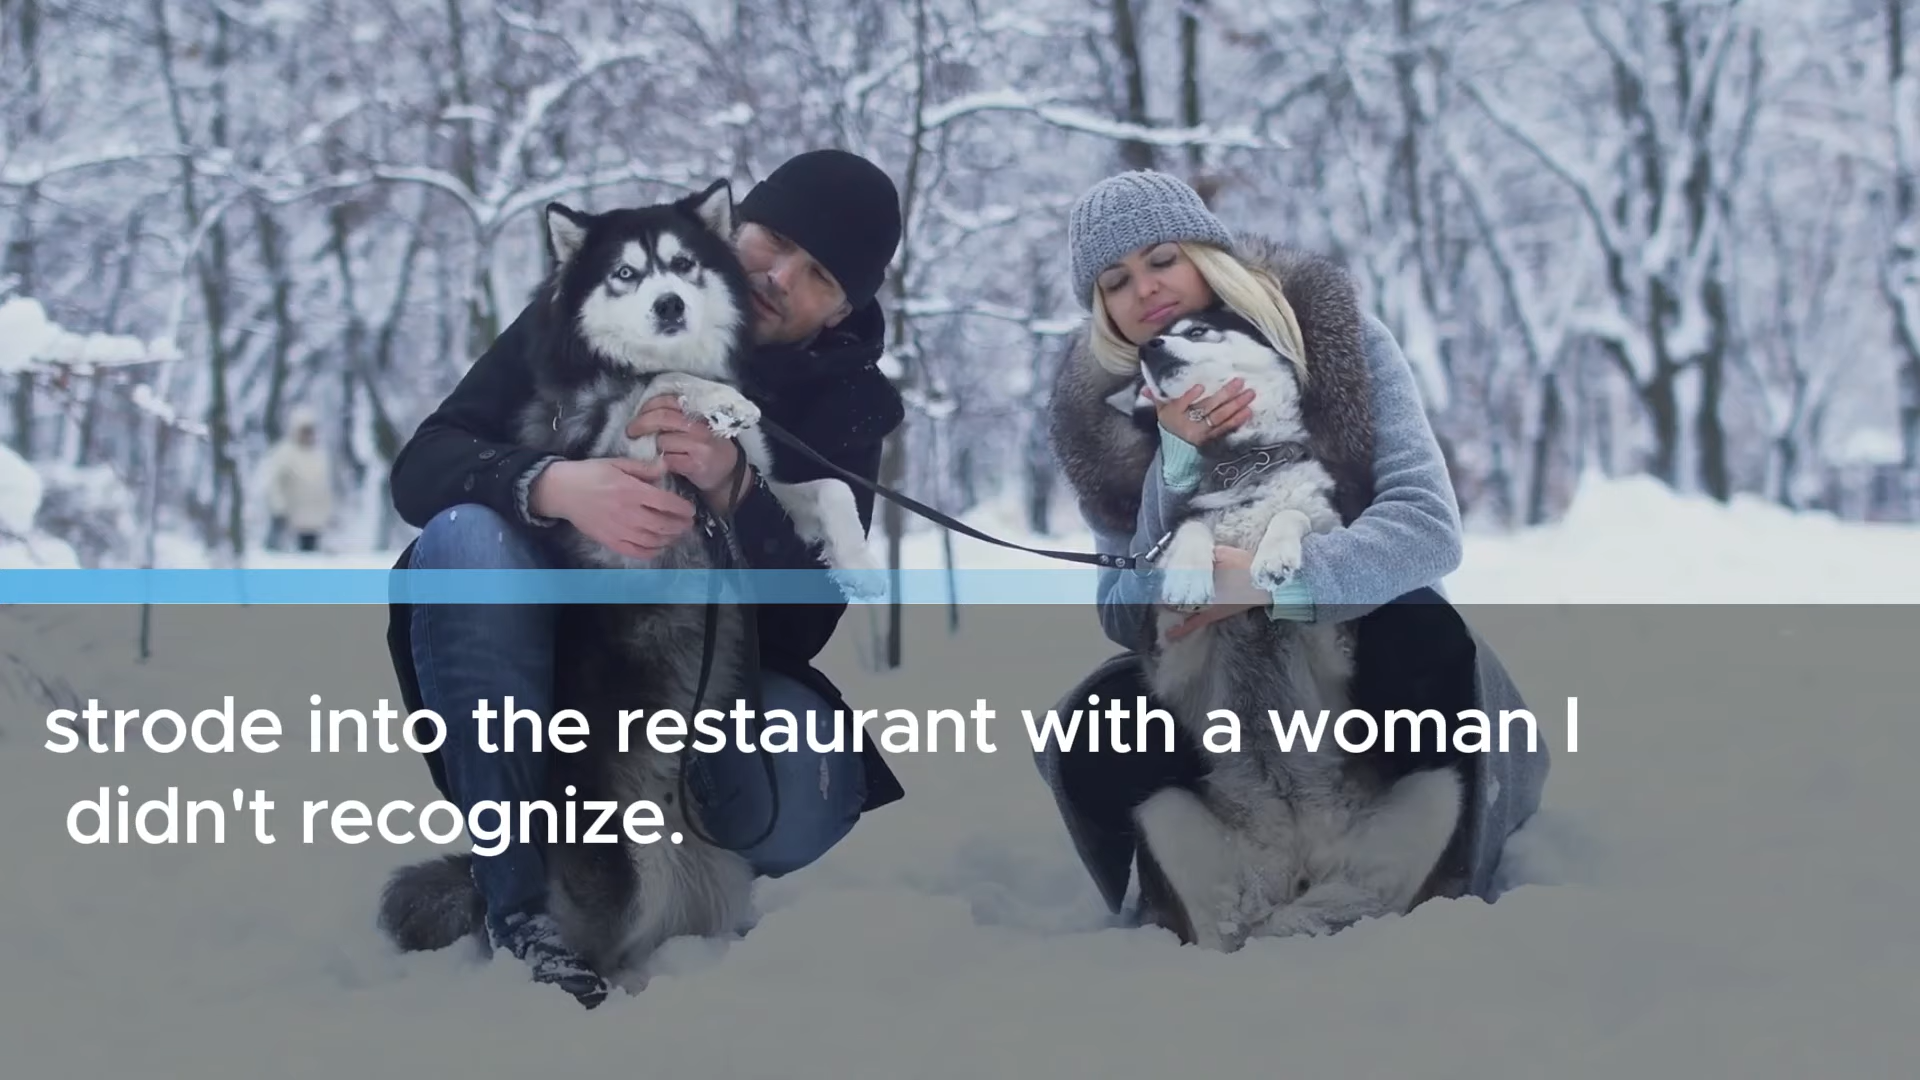 strode into the restaurant with a woman I
didn't recognize.